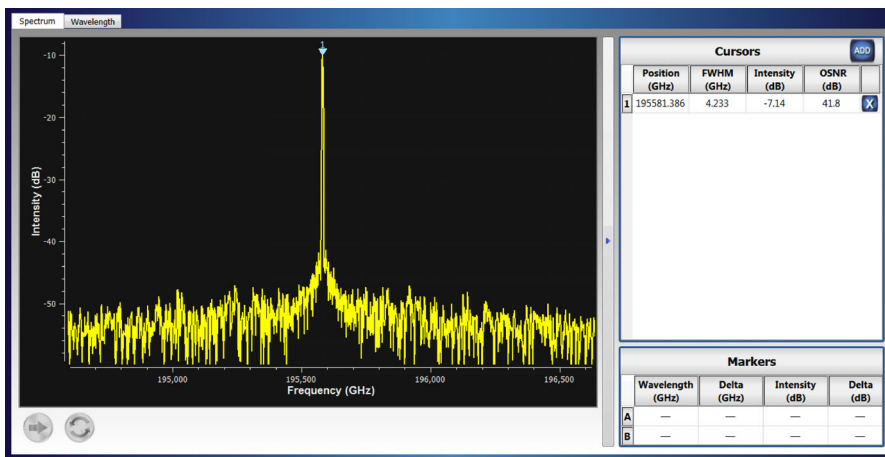 Spectrum Wavelength
1
-10
-20
-30
-40
-50
Intensity (dB)
195,000 195,500 196,000 196,500
Frequency (GHz)
Cursors ADD
Position (GHz) FWHM (GHz) Intensity (dB) OSNR (dB)
1 195581.386 4.233 -7.14 41.8 X
Markers
Wavelength (GHz) Delta (GHz) Intensity (dB) Delta (dB)
A — — — —
B — — — —